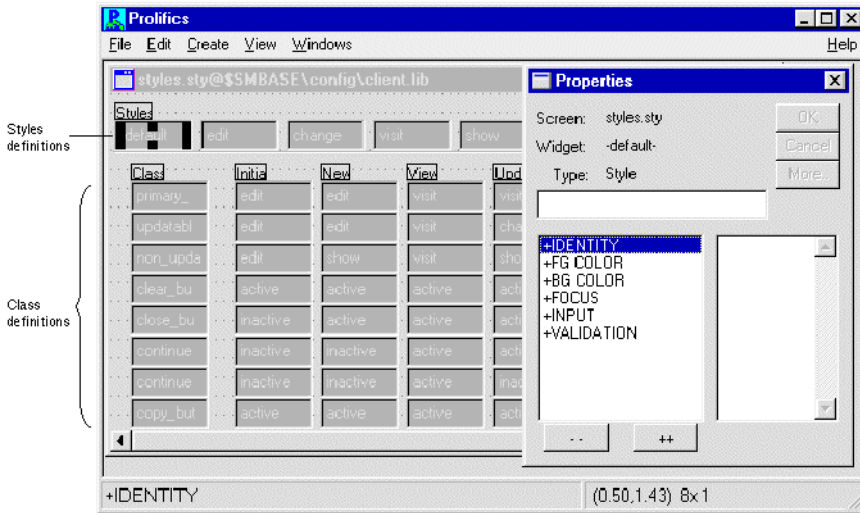 Prolifics
File Edit Create View Windows Help
styles.sty@$SMBASE\config\client.lib
Styles
Styles
definitions
default edit change visit show
Class Initia New View Upd
primary_ edit edit visit visit
updatabl edit edit visit cha
non_upda edit show visit sho
clear_bu active active active acti
Class
definitions
close_bu inactive active active acti
continue inactive inactive active acti
continue inactive inactive active inac
copy_but active active active acti
Properties
Screen: styles.sty
Widget: -default-
Type: Style
OK
Cancel
More..
+IDENTITY
+FG COLOR
+BG COLOR
+FOCUS
+INPUT
+VALIDATION
- -
++
+IDENTITY (0.50,1.43) 8x1